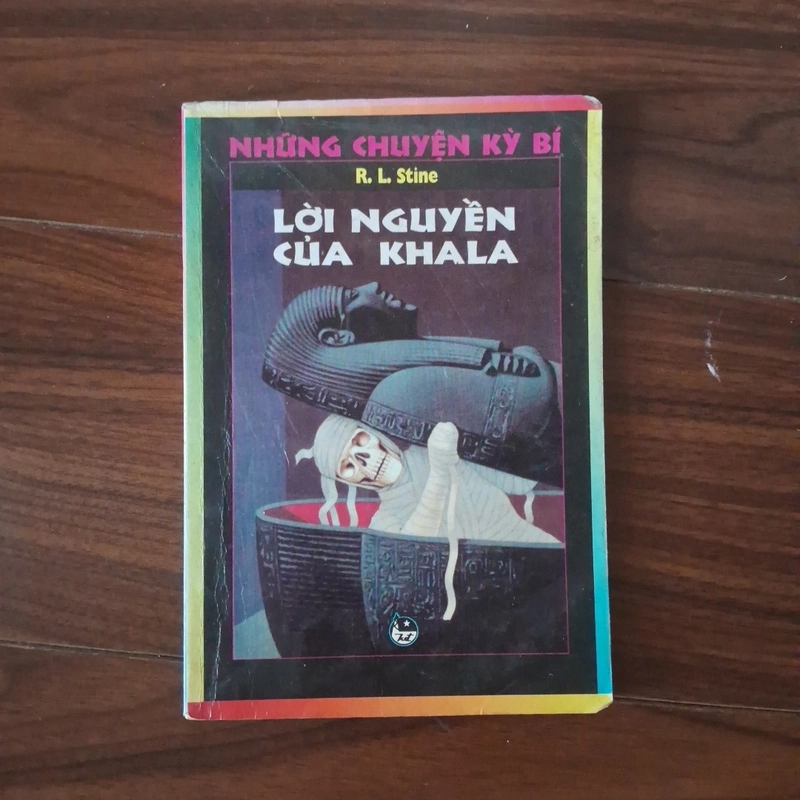 NHỮNG CHUYỆN KỲ BÍ
R. L. Stine
LỜI NGUYỀN
CỦA KHALA